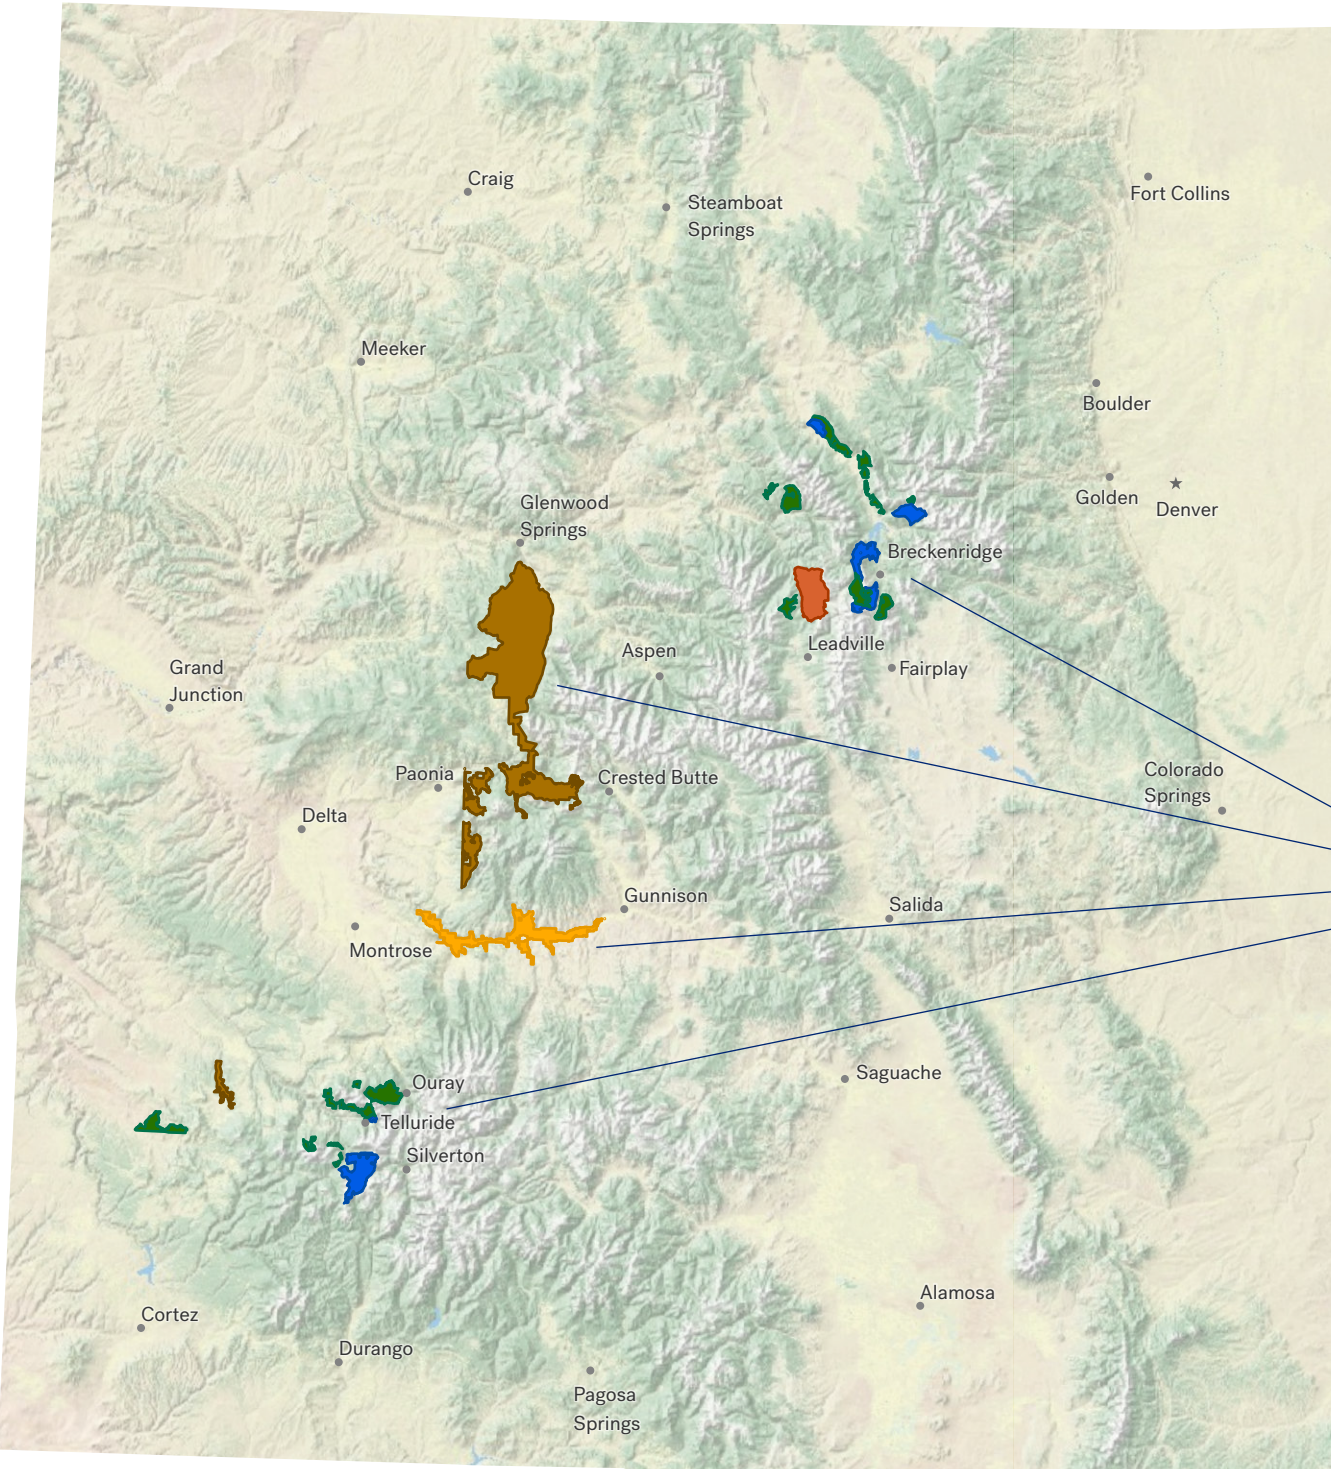 Craig
Steamboat
Springs
Fort Collins
Meeker
Boulder
Glenwood
Springs
Golden
Denver
Breckenridge
Leadville
Aspen
Fairplay
Grand
Junction
Paonia
Crested Butte
Colorado
Springs
Delta
Gunnison
Salida
Montrose
Saguache
Ouray
Telluride
Silverton
Alamosa
Cortez
Durango
Pagosa
Springs